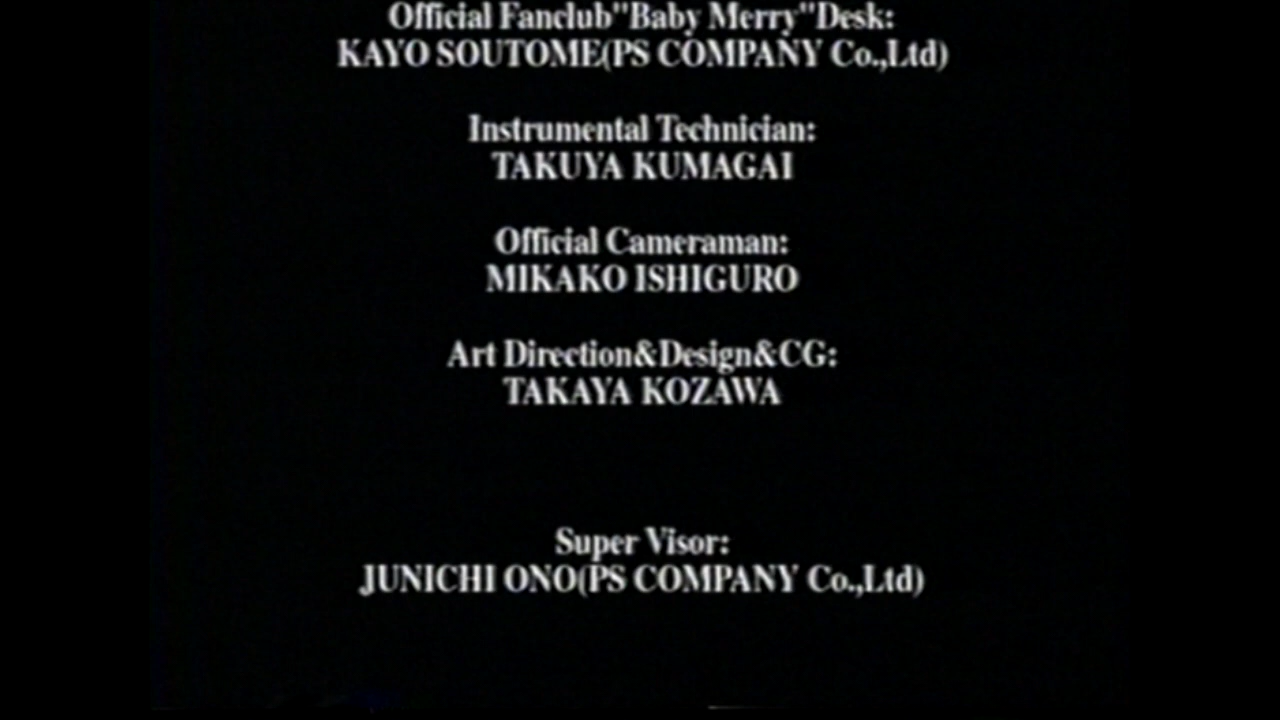 Official Fanclub"Baby Merry"Desk:
KAYO SOUTOME(PS COMPANY Co.,Ltd)
Instrumental Technician:
TAKUYA KUMAGAI
Official Cameraman:
MIKAKO ISHIGURO
Art Direction&Design&CG:
TAKAYA KOZAWA
Super Visor:
JUNICHI ONO(PS COMPANY Co.,Ltd)